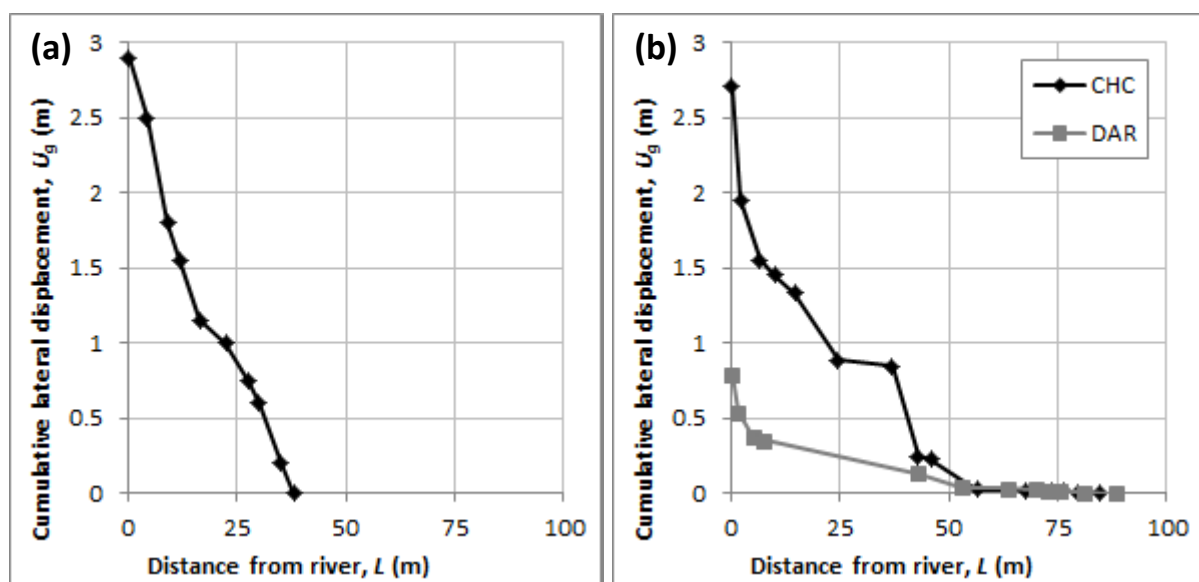 (a)
Cumulative lateral displacement, Ug (m)
3
2.5
2
1.5
1
0.5
0
0 25 50 75 100
Distance from river, L (m)
(b)
Cumulative lateral displacement, Ug (m)
3
2.5
2
1.5
1
0.5
0
CHC
DAR
0 25 50 75 100
Distance from river, L (m)